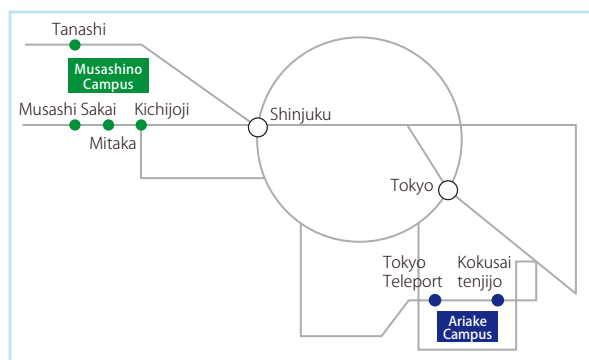 Tanashi
Musashino
Campus
Musashi Sakai
Kichijoji
Mitaka
Shinjuku
Tokyo
Tokyo
Teleport
Kokusai
tenjijo
Ariake
Campus